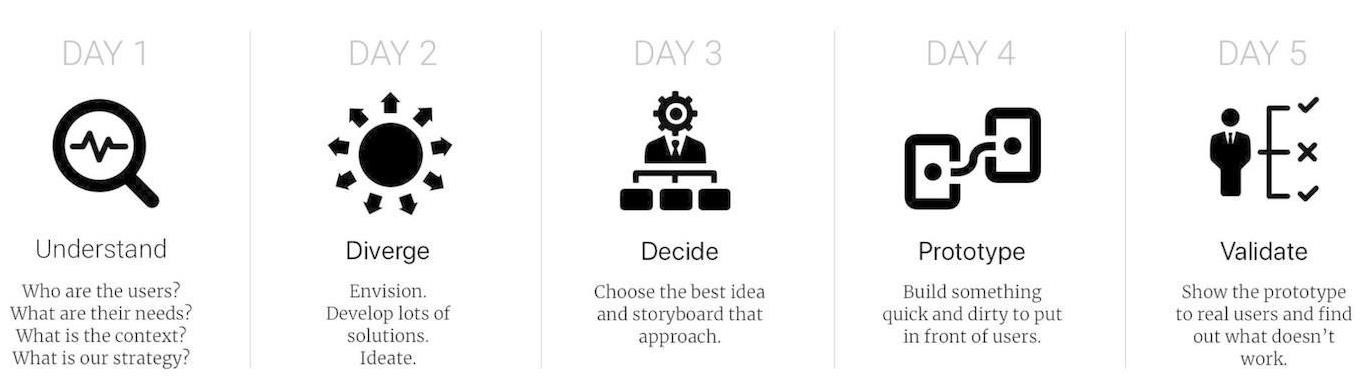 DAY 1
Understand
Who are the users?
What are their needs?
What is the context?
What is our strategy?
DAY 2
Diverge
Envision.
Develop lots of
solutions.
Ideate.
DAY 3
Decide
Choose the best idea
and storyboard that
approach.
DAY 4
Prototype
Build something
quick and dirty to put
in front of users.
DAY 5
Validate
Show the prototype
to real users and find
out what doesn’t
work.